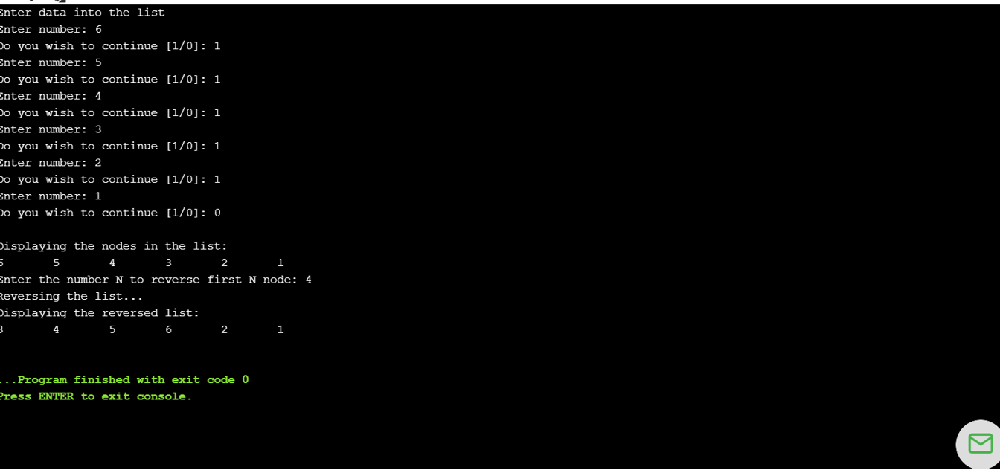 Enter data into the list
Enter number: 6
Do you wish to continue [1/0]: 1
Enter number: 5
Do you wish to continue [1/0]: 1
Enter number: 4
Do you wish to continue [1/0]: 1
Enter number: 3
Do you wish to continue [1/0]: 1
Enter number: 2
Do you wish to continue [1/0]: 1
Enter number: 1
Do you wish to continue [1/0]: 0
Displaying the nodes in the list:
6 5 4 3 2 1
Enter the number N to reverse first N node: 4
Reversing the list...
Displaying the reversed list:
3 4 5 6 2 1
...Program finished with exit code 0
Press ENTER to exit console.